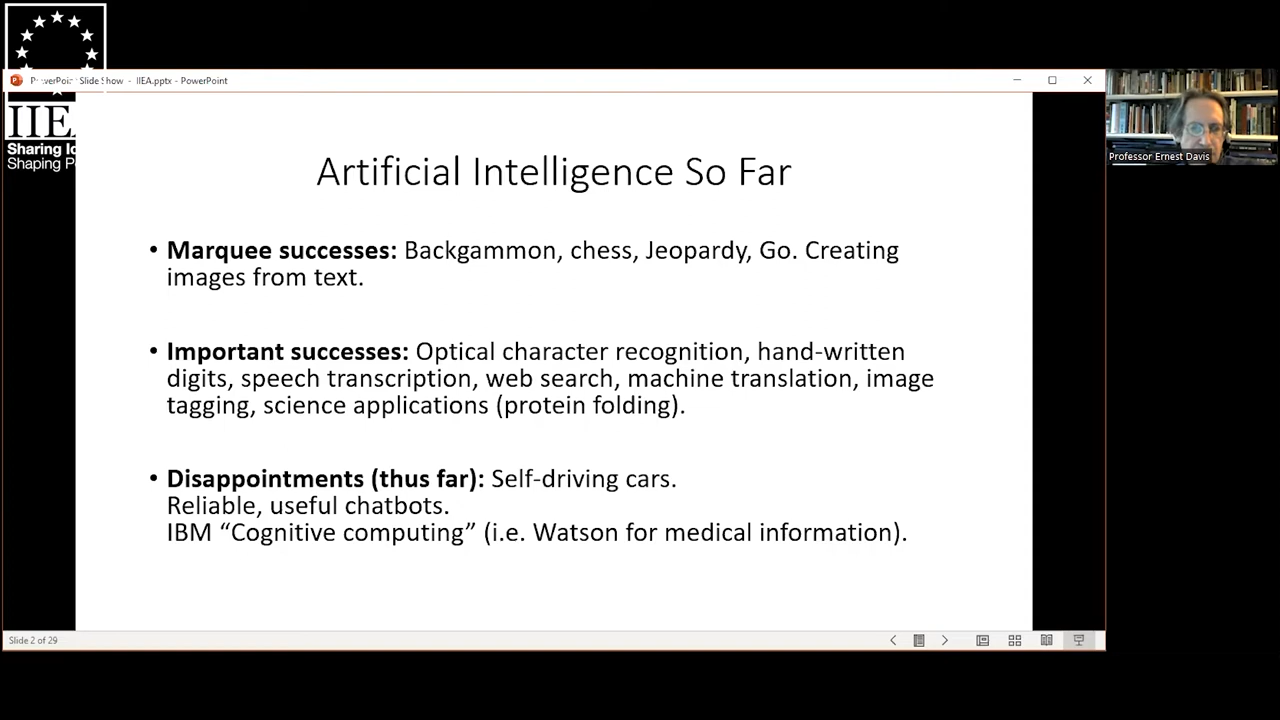 PowerPoint Slide Show - IIEA.pptx - PowerPoint
IIEA
Sharing Id
Shaping Po
Professor Ernest Davis
Artificial Intelligence So Far
• Marquee successes: Backgammon, chess, Jeopardy, Go. Creating
images from text.
• Important successes: Optical character recognition, hand-written
digits, speech transcription, web search, machine translation, image
tagging, science applications (protein folding).
• Disappointments (thus far): Self-driving cars.
Reliable, useful chatbots.
IBM “Cognitive computing” (i.e. Watson for medical information).
Slide 2 of 29